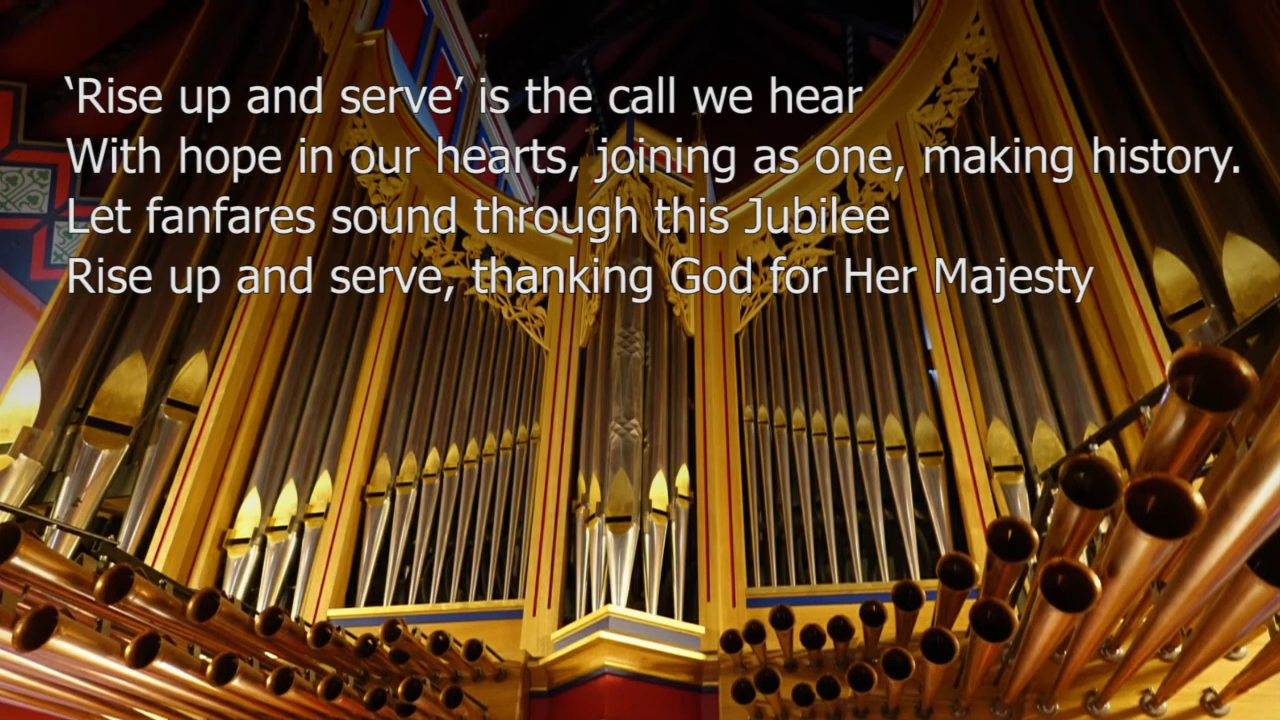 ‘Rise up and serve’ is the call we hear
With hope in our hearts, joining as one, making history.
Let fanfares sound through this Jubilee
Rise up and serve, thanking God for Her Majesty